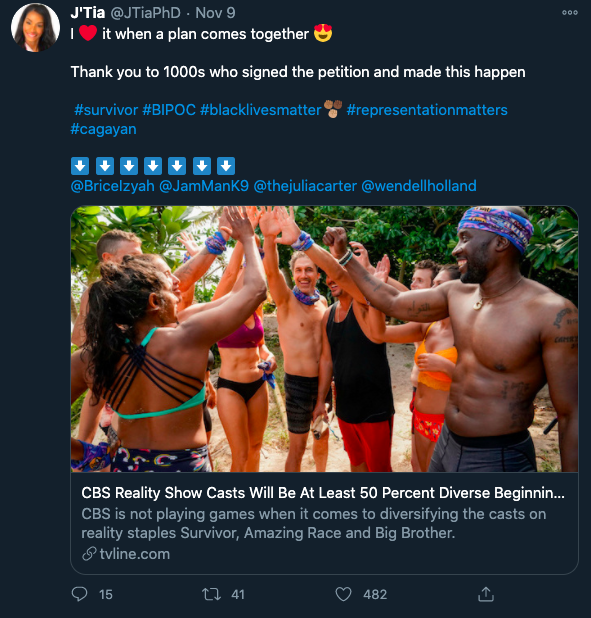 J'Tia @JTiaPhD · Nov 9
I ❤️ it when a plan comes together 😍
Thank you to 1000s who signed the petition and made this happen
#survivor #BIPOC #blacklivesmatter #representationmatters
#cagayan
⬇️ ⬇️ ⬇️ ⬇️ ⬇️ ⬇️ ⬇️
@BriceIzyah @JamManK9 @thejuliacarter @wendellholland
CBS Reality Show Casts Will Be At Least 50 Percent Diverse Beginnin...
CBS is not playing games when it comes to diversifying the casts on
reality staples Survivor, Amazing Race and Big Brother.
tvline.com
15 41 482